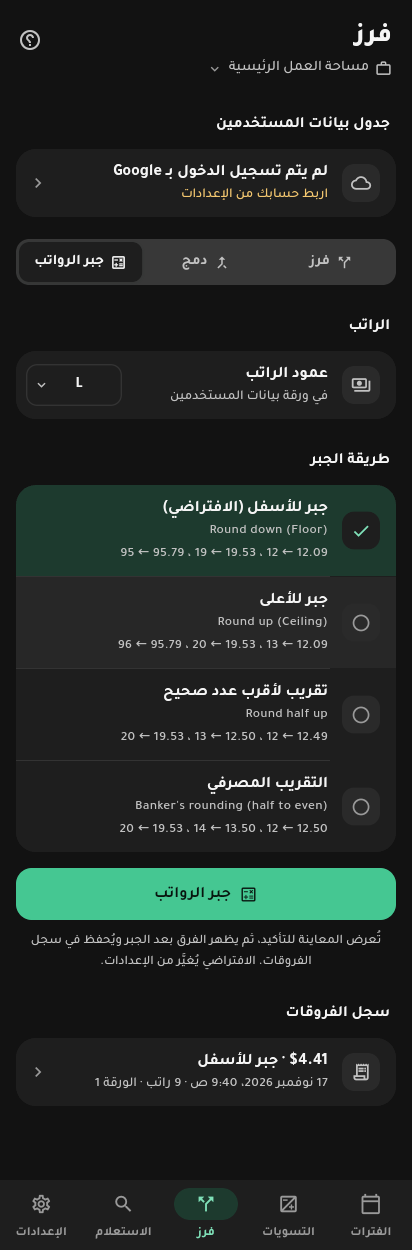 فرز
مساحة العمل الرئيسية
جدول بيانات المستخدمين
لم يتم تسجيل الدخول بـ Google
اربط حسابك من الإعدادات
فرز
دمج
جبر الرواتب
الراتب
عمود الراتب
في ورقة بيانات المستخدمين
L
طريقة الجبر
جبر للأسفل (الافتراضي)
Round down (Floor)
12.09 ← 12 ، 19.53 ← 19 ، 95.79 ← 95
جبر للأعلى
Round up (Ceiling)
12.09 ← 13 ، 19.53 ← 20 ، 95.79 ← 96
تقريب لأقرب عدد صحيح
Round half up
12.49 ← 12 ، 12.50 ← 13 ، 19.53 ← 20
التقريب المصرفي
Banker's rounding (half to even)
12.50 ← 12 ، 13.50 ← 14 ، 19.53 ← 20
جبر الرواتب
تُعرض المعاينة للتأكيد، ثم يظهر الفرق بعد الجبر ويُحفظ في سجل
الفروقات. الافتراضي يُغيَّر من الإعدادات.
سجل الفروقات
$4.41 · جبر للأسفل
17 نوفمبر 2026، 9:40 ص · 9 راتب · الورقة 1
الفترات
التسويات
فرز
الاستعلام
الإعدادات